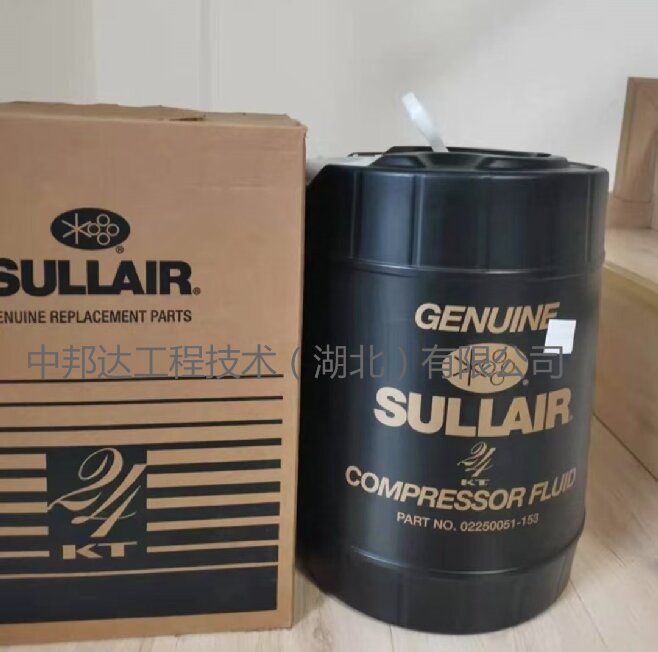 SULLAIR®
ENUINE REPLACEMENT PARTS
24
KT
中邦达工程技术（湖北）有限公司
GENUINE
SULLAIR
24
KT
COMPRESSOR FLUID
PART NO. 02250051-153